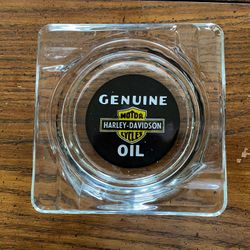 GENUINE
MOTOR
HARLEY-DAVIDSON
CYCLES
OIL